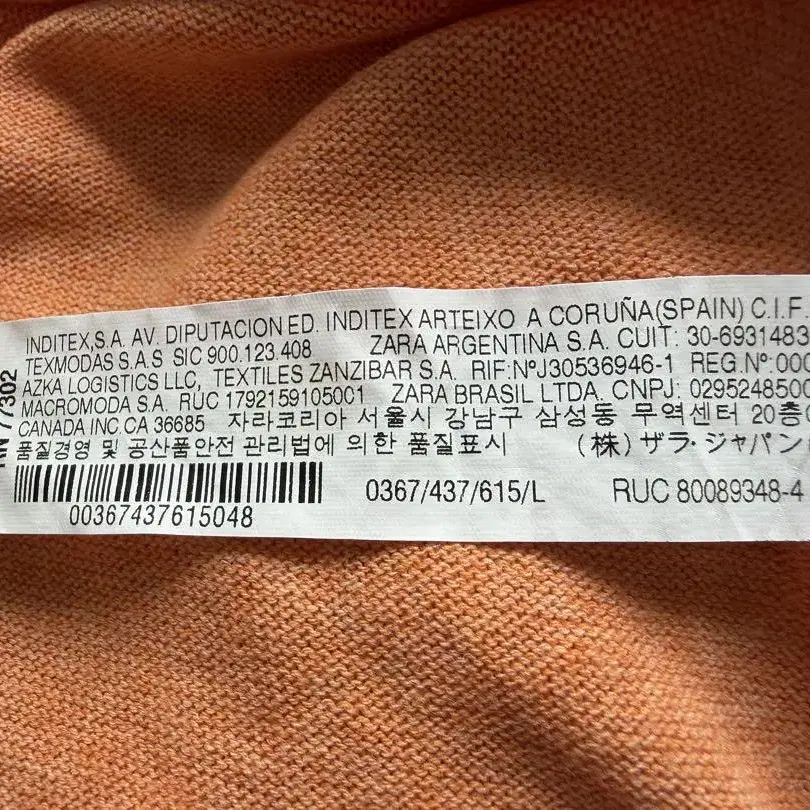 INDITEX,S.A. AV. DIPUTACION ED. INDITEX ARTEIXO A CORUÑA(SPAIN) C.I.F.
TEXMODAS S.A.S SIC 900.123.408 ZARA ARGENTINA S.A. CUIT: 30-6931483
AZKA LOGISTICS LLC, TEXTILES ZANZIBAR S.A. RIF:NºJ30536946-1 REG.Nº:000
MACROMODA S.A. RUC 1792159105001 ZARA BRASIL LTDA. CNPJ: 0295248500
CANADA INC.CA 36685 자라코리아 서울시 강남구 삼성동 무역센터 20층
품질경영 및 공산품안전 관리법에 의한 품질표시 (株) ザラ・ジャパン
00367437615048 0367/437/615/L RUC 80089348-4
RN 77302